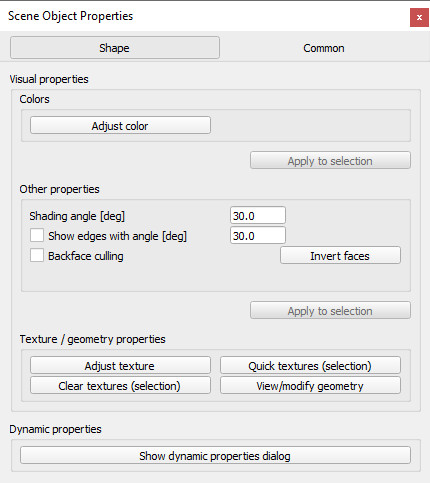 Scene Object Properties
x
Shape Common
Visual properties
Colors
Adjust color
Apply to selection
Other properties
Shading angle [deg] 30.0
Show edges with angle [deg] 30.0
Backface culling Invert faces
Apply to selection
Texture / geometry properties
Adjust texture Quick textures (selection)
Clear textures (selection) View/modify geometry
Dynamic properties
Show dynamic properties dialog